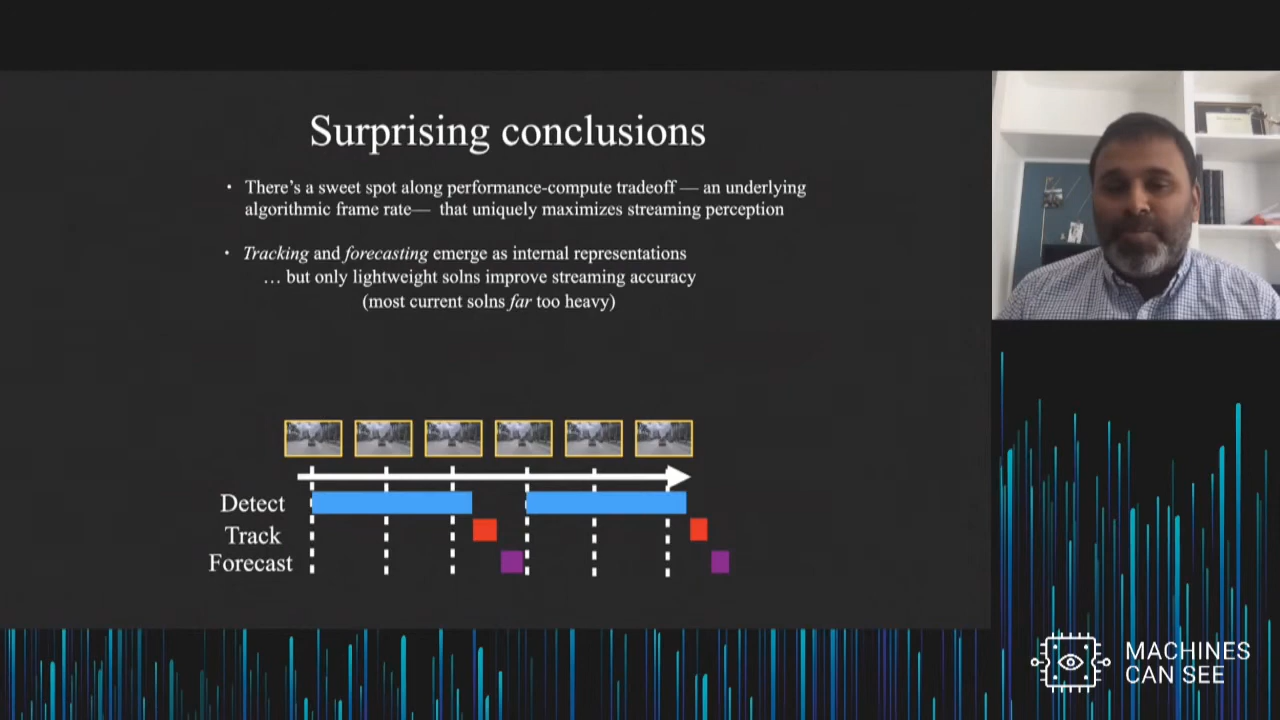 Surprising conclusions
• There's a sweet spot along performance-compute tradeoff — an underlying
algorithmic frame rate— that uniquely maximizes streaming perception
• Tracking and forecasting emerge as internal representations
… but only lightweight solns improve streaming accuracy
(most current solns far too heavy)
Detect
Track
Forecast
MACHINES
CAN SEE